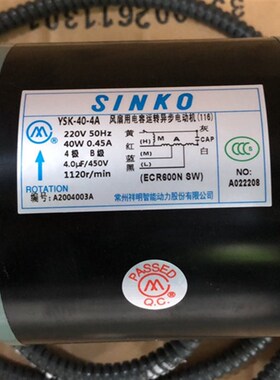 SINKO
YSK-40-4A 风扇用电容运转异步电动机(116)
220V 50Hz
40W 0.45A
4极 B级
4.0μF/450V
1120r/min
黄 (H) M A 灰
红 (M) CAP
蓝 (L) 白
黑
(ECR600N SW)
ROTATION
编号: A2004003A
常州祥明智能动力股份有限公司
CCC
NO:
A022208
PASSED
Q.C.